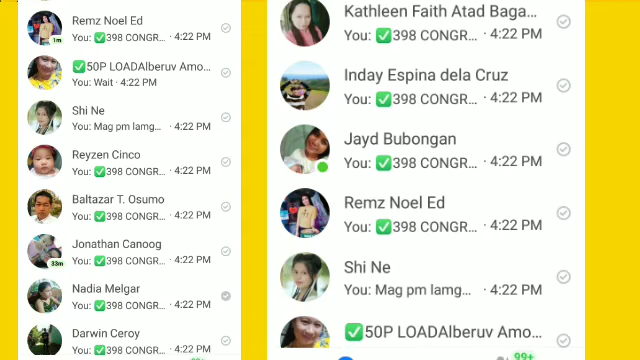 Remz Noel Ed
You: ✅398 CONGR... · 4:22 PM
1m
✅50P LOADAlberuv Amo...
You: Wait · 4:22 PM
Shi Ne
You: Mag pm lamg... · 4:22 PM
Reyzen Cinco
You: ✅398 CONGR... · 4:22 PM
Baltazar T. Osumo
You: ✅398 CONGR... · 4:22 PM
Jonathan Canoog
You: ✅398 CONGR... · 4:22 PM
33m
Nadia Melgar
You: ✅398 CONGR... · 4:22 PM
Darwin Ceroy
You: ✅398 CONGR... · 4:22 PM
Kathleen Faith Atad Baga...
You: ✅398 CONGR... · 4:22 PM
Inday Espina dela Cruz
You: ✅398 CONGR... · 4:22 PM
Jayd Bubongan
You: ✅398 CONGR... · 4:22 PM
Remz Noel Ed
You: ✅398 CONGR... · 4:22 PM
Shi Ne
You: Mag pm lamg... · 4:22 PM
✅50P LOADAlberuv Amo...
99+